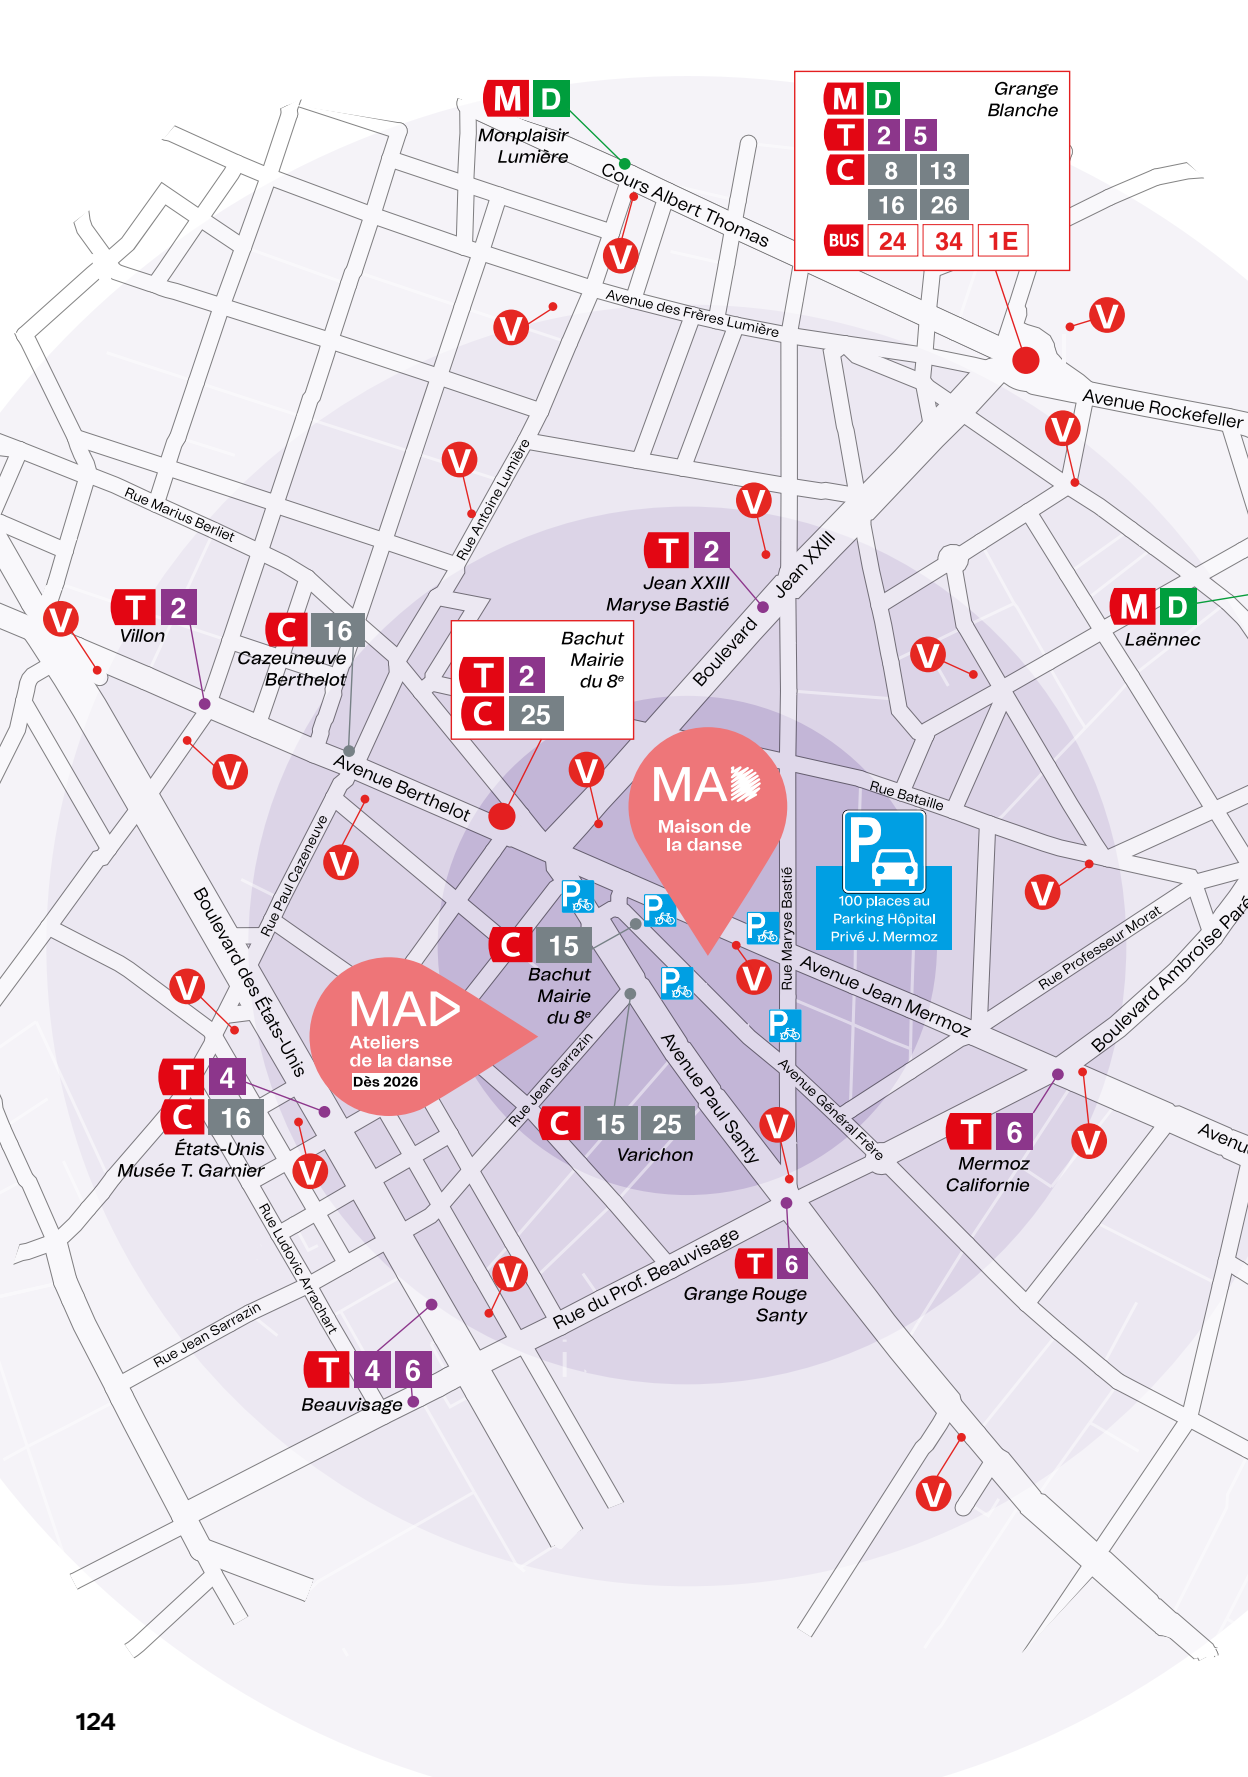 M D
Monplaisir
Lumière
Grange
Blanche
M D
T 2 5
C 8 13
16 26
BUS 24 34 1E
Cours Albert Thomas
V
V
Avenue des Frères Lumière
V
Avenue Rockefeller
V
V
Rue Antoine Lumière
V
Rue Marius Berliet
T 2
Jean XXIII
Maryse Bastié
Boulevard Jean XXIII
M D
Laënnec
T 2
Villon
V
C 16
Cazeuneuve
Berthelot
Bachut
Mairie
du 8e
T 2
C 25
V
V
Avenue Berthelot
V
MAD
Maison de
la danse
Rue Bataille
P
100 places au
Parking Hôpital
Privé J. Mermoz
V
Rue Paul Cazeneuve
V
Rue Maryse Bastié
P
P
P
P
P
Boulevard des États-Unis
C 15
Bachut
Mairie
du 8e
V
Avenue Jean Mermoz
Rue Professeur Morat
Boulevard Ambroise Paré
V
MAD
Ateliers
de la danse
Dès 2026
Rue Jean Sarrazin
Avenue Paul Santy
Avenue Général Frère
T 4
C 16
États-Unis
Musée T. Garnier
V
C 15 25
Varichon
V
T 6
Mermoz
Californie
V
Avenu
Rue Ludovic Arrachart
Rue du Prof. Beauvisage
T 6
Grange Rouge
Santy
V
Rue Jean Sarrazin
T 4 6
Beauvisage
V
124